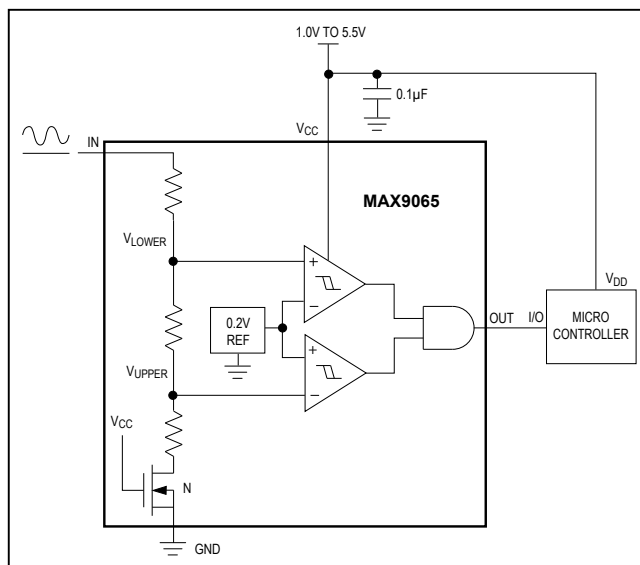 1.0V TO 5.5V
0.1µF
VCC
IN
MAX9065
VLOWER
VDD
+
−
0.2V
REF
OUT
I/O
MICRO
CONTROLLER
+
−
VUPPER
VCC
N
GND